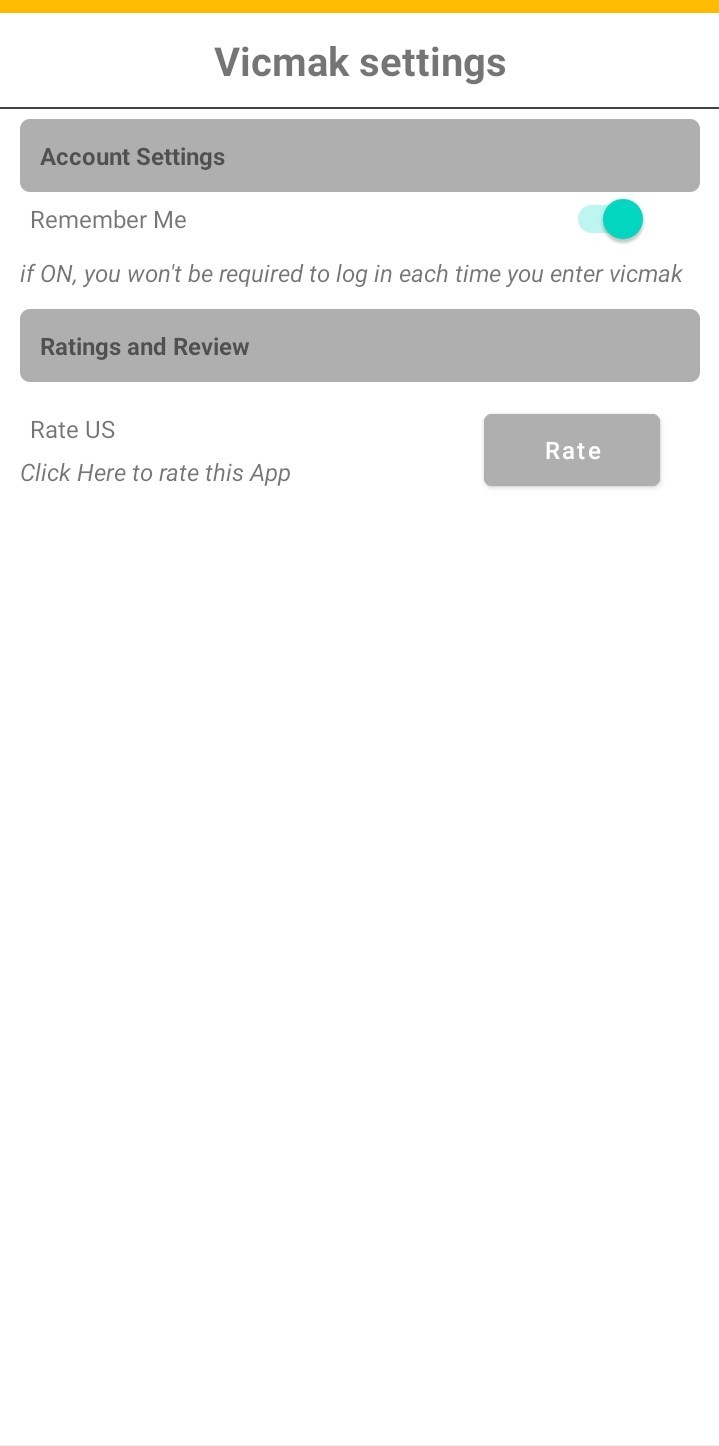 Vicmak settings
Account Settings
Remember Me
if ON, you won't be required to log in each time you enter vicmak
Ratings and Review
Rate US
Click Here to rate this App
Rate